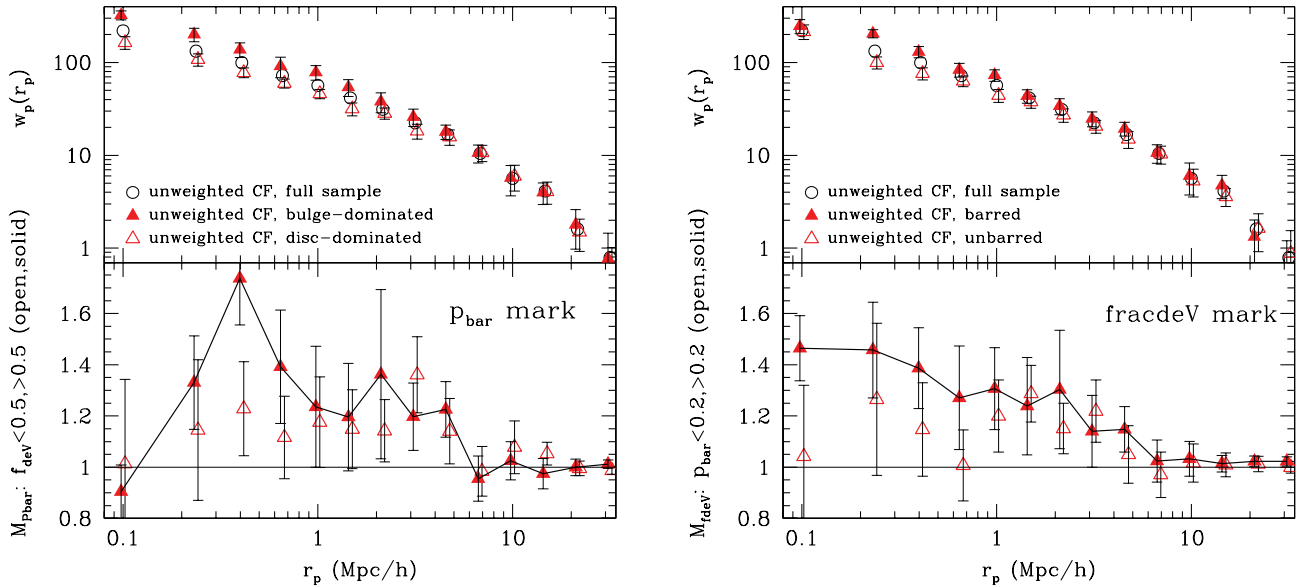 w_p(r_p)
100
10
1
unweighted CF, full sample
unweighted CF, bulge-dominated
unweighted CF, disc-dominated
M_Pbar: f_deV<0.5,>0.5 (open,solid)
1.6
1.4
1.2
1
0.8
p_bar mark
0.1
1
10
r_p (Mpc/h)
w_p(r_p)
100
10
1
unweighted CF, full sample
unweighted CF, barred
unweighted CF, unbarred
M_fdeV: p_bar<0.2,>0.2 (open,solid)
1.6
1.4
1.2
1
0.8
fracdeV mark
0.1
1
10
r_p (Mpc/h)